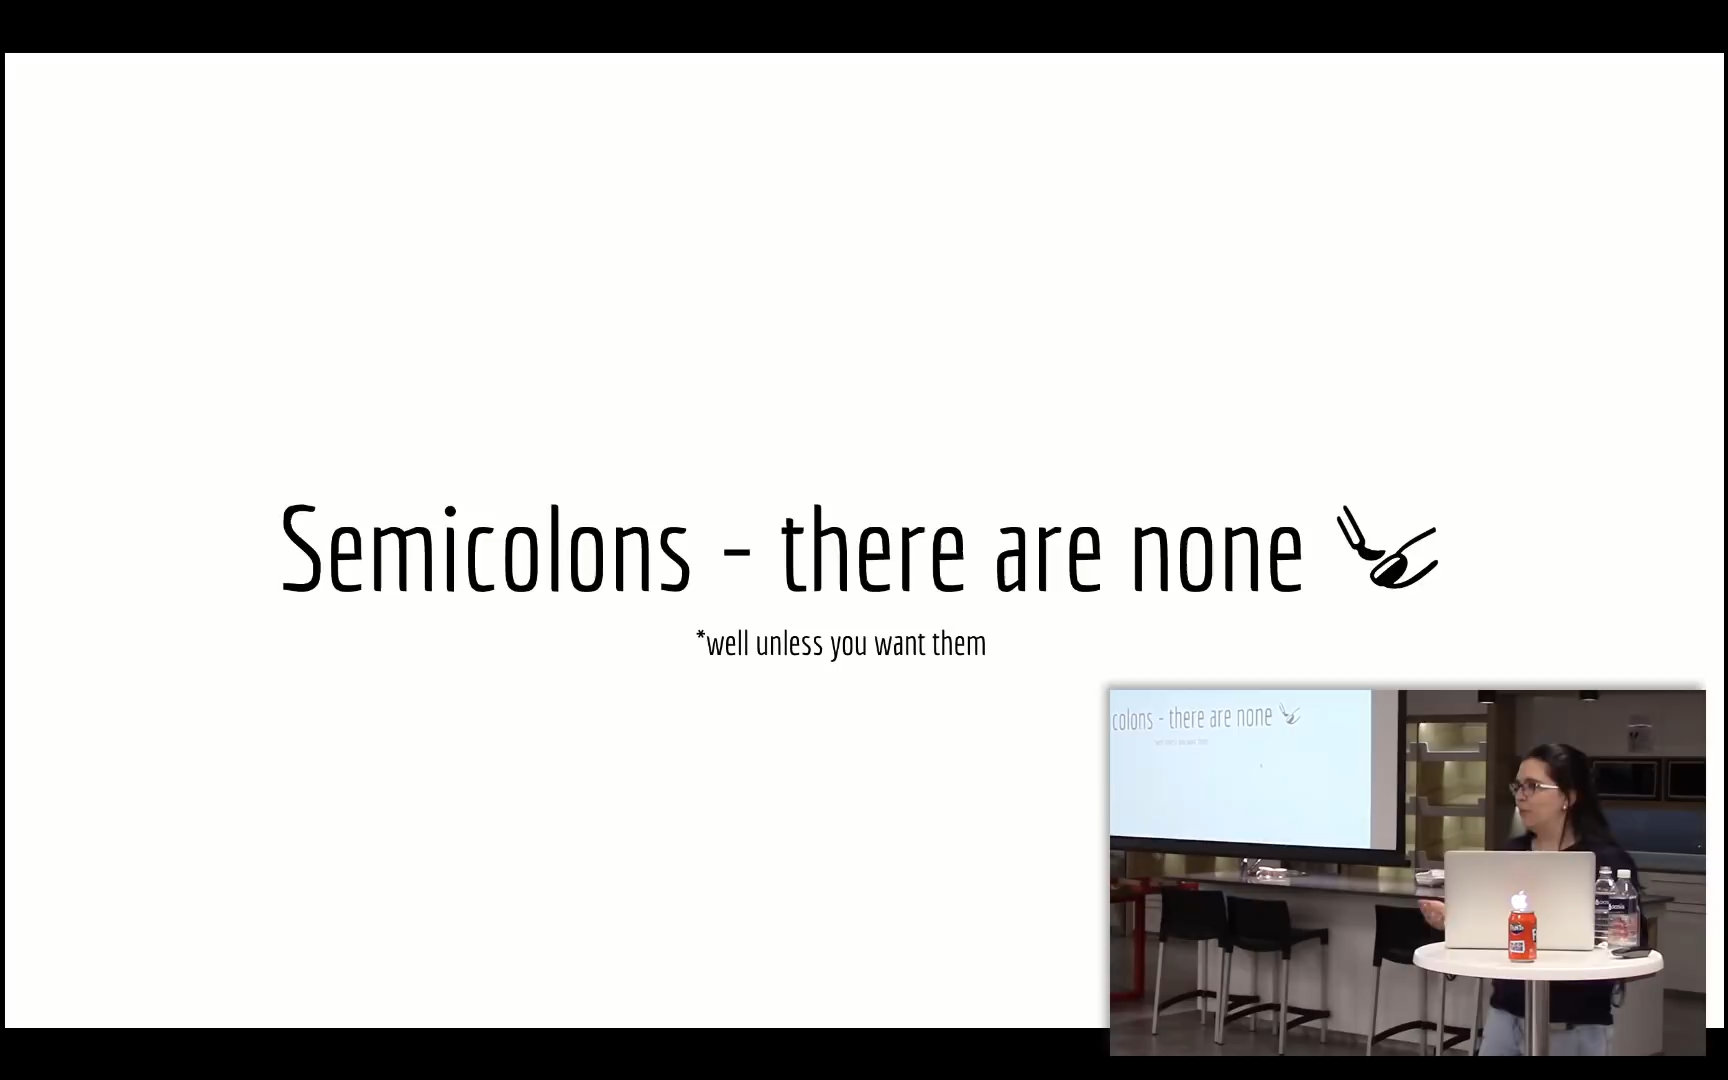 Semicolons - there are none
*well unless you want them
colons - there are none